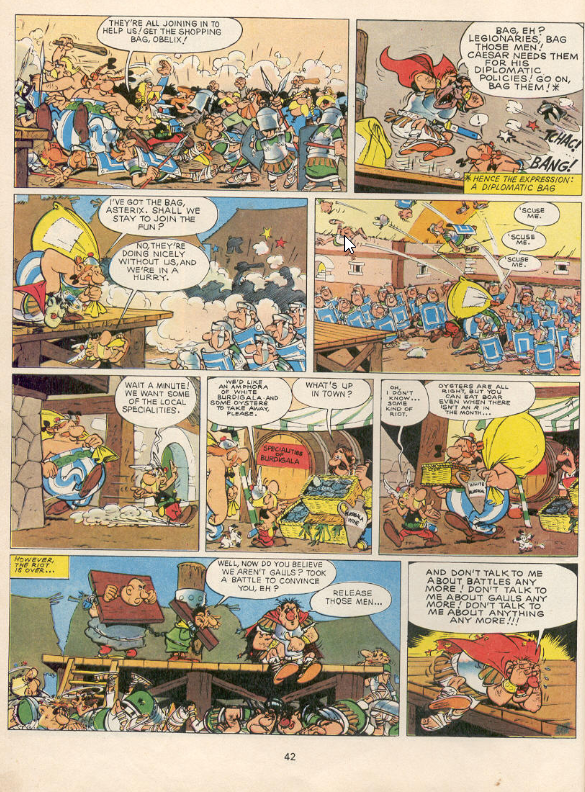 THEY'RE ALL JOINING IN TO
HELP US! GET THE SHOPPING
BAG, OBELIX!
BAG, EH?
LEGIONARIES, BAG
THOSE MEN!
CAESAR NEEDS THEM
FOR HIS
DIPLOMATIC
POLICIES! GO ON,
BAG THEM!*
!
TCHAC!
BANG!
* HENCE THE EXPRESSION:
A DIPLOMATIC BAG
I'VE GOT THE BAG,
ASTERIX. SHALL WE
STAY TO JOIN THE
FUN?
NO, THEY'RE
DOING NICELY
WITHOUT US, AND
WE'RE IN A
HURRY.
'SCUSE
ME.
'SCUSE
ME.
'SCUSE
ME.
WAIT A MINUTE!
WE WANT SOME
OF THE LOCAL
SPECIALITIES.
WE'D LIKE
AN AMPHORA
OF WHITE
BURDIGALA AND
SOME OYSTERS
TO TAKE AWAY,
PLEASE.
WHAT'S UP
IN TOWN?
SPECIALITIES
OF
BURDIGALA
OH,
I DON'T
KNOW...
SOME
KIND OF
RIOT.
OYSTERS ARE ALL
RIGHT, BUT YOU
CAN EAT BOAR
EVEN WHEN THERE
ISN'T AN Æ IN
THE MONTH...
WHITE
HOWEVER,
THE RIOT
IS OVER...
WELL, NOW DO YOU BELIEVE
WE AREN'T GAULS? TOOK
A BATTLE TO CONVINCE
YOU, EH?
RELEASE
THOSE MEN...
AND DON'T TALK TO ME
ABOUT BATTLES ANY
MORE! DON'T TALK TO
ME ABOUT GAULS ANY
MORE! DON'T TALK TO
ME ABOUT ANYTHING
ANY MORE!!!
42